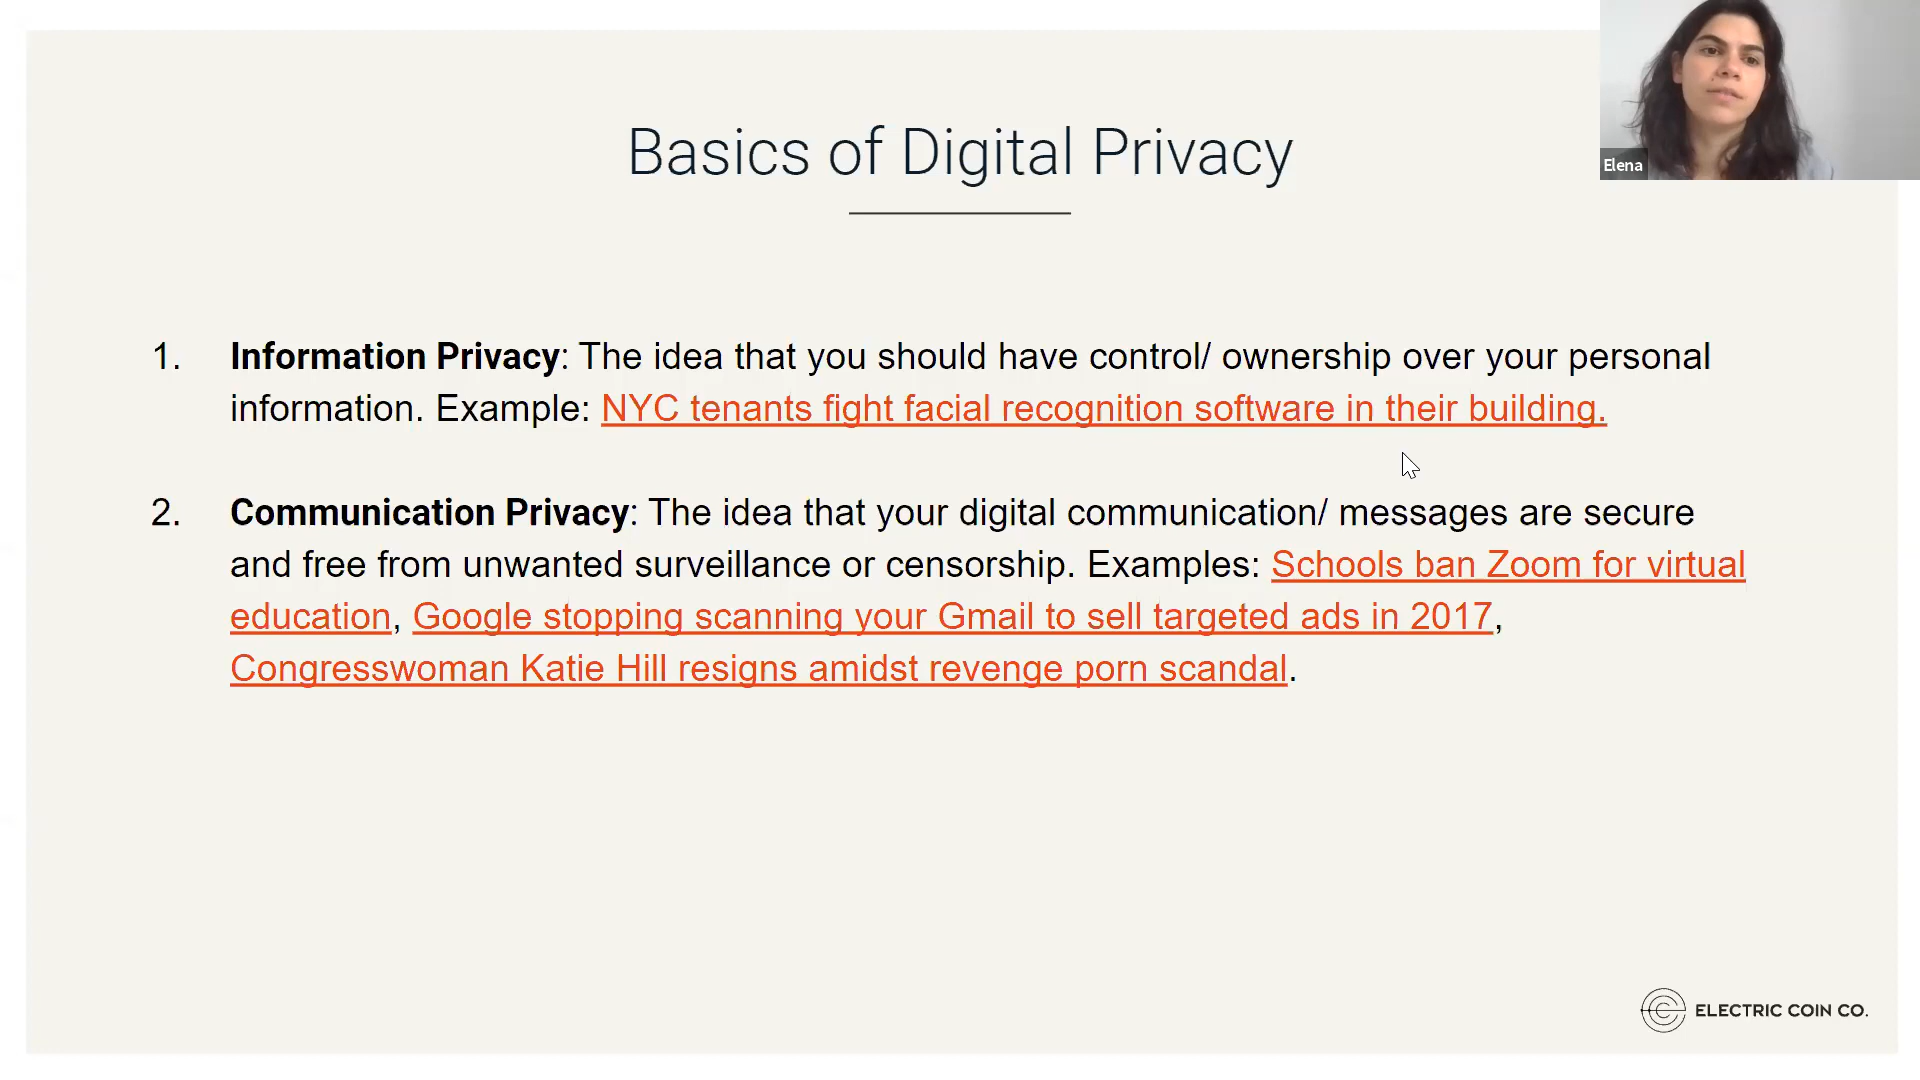 Basics of Digital Privacy
Elena
1. Information Privacy: The idea that you should have control/ ownership over your personal
information. Example: NYC tenants fight facial recognition software in their building.
2. Communication Privacy: The idea that your digital communication/ messages are secure
and free from unwanted surveillance or censorship. Examples: Schools ban Zoom for virtual
education, Google stopping scanning your Gmail to sell targeted ads in 2017,
Congresswoman Katie Hill resigns amidst revenge porn scandal.
ELECTRIC COIN CO.